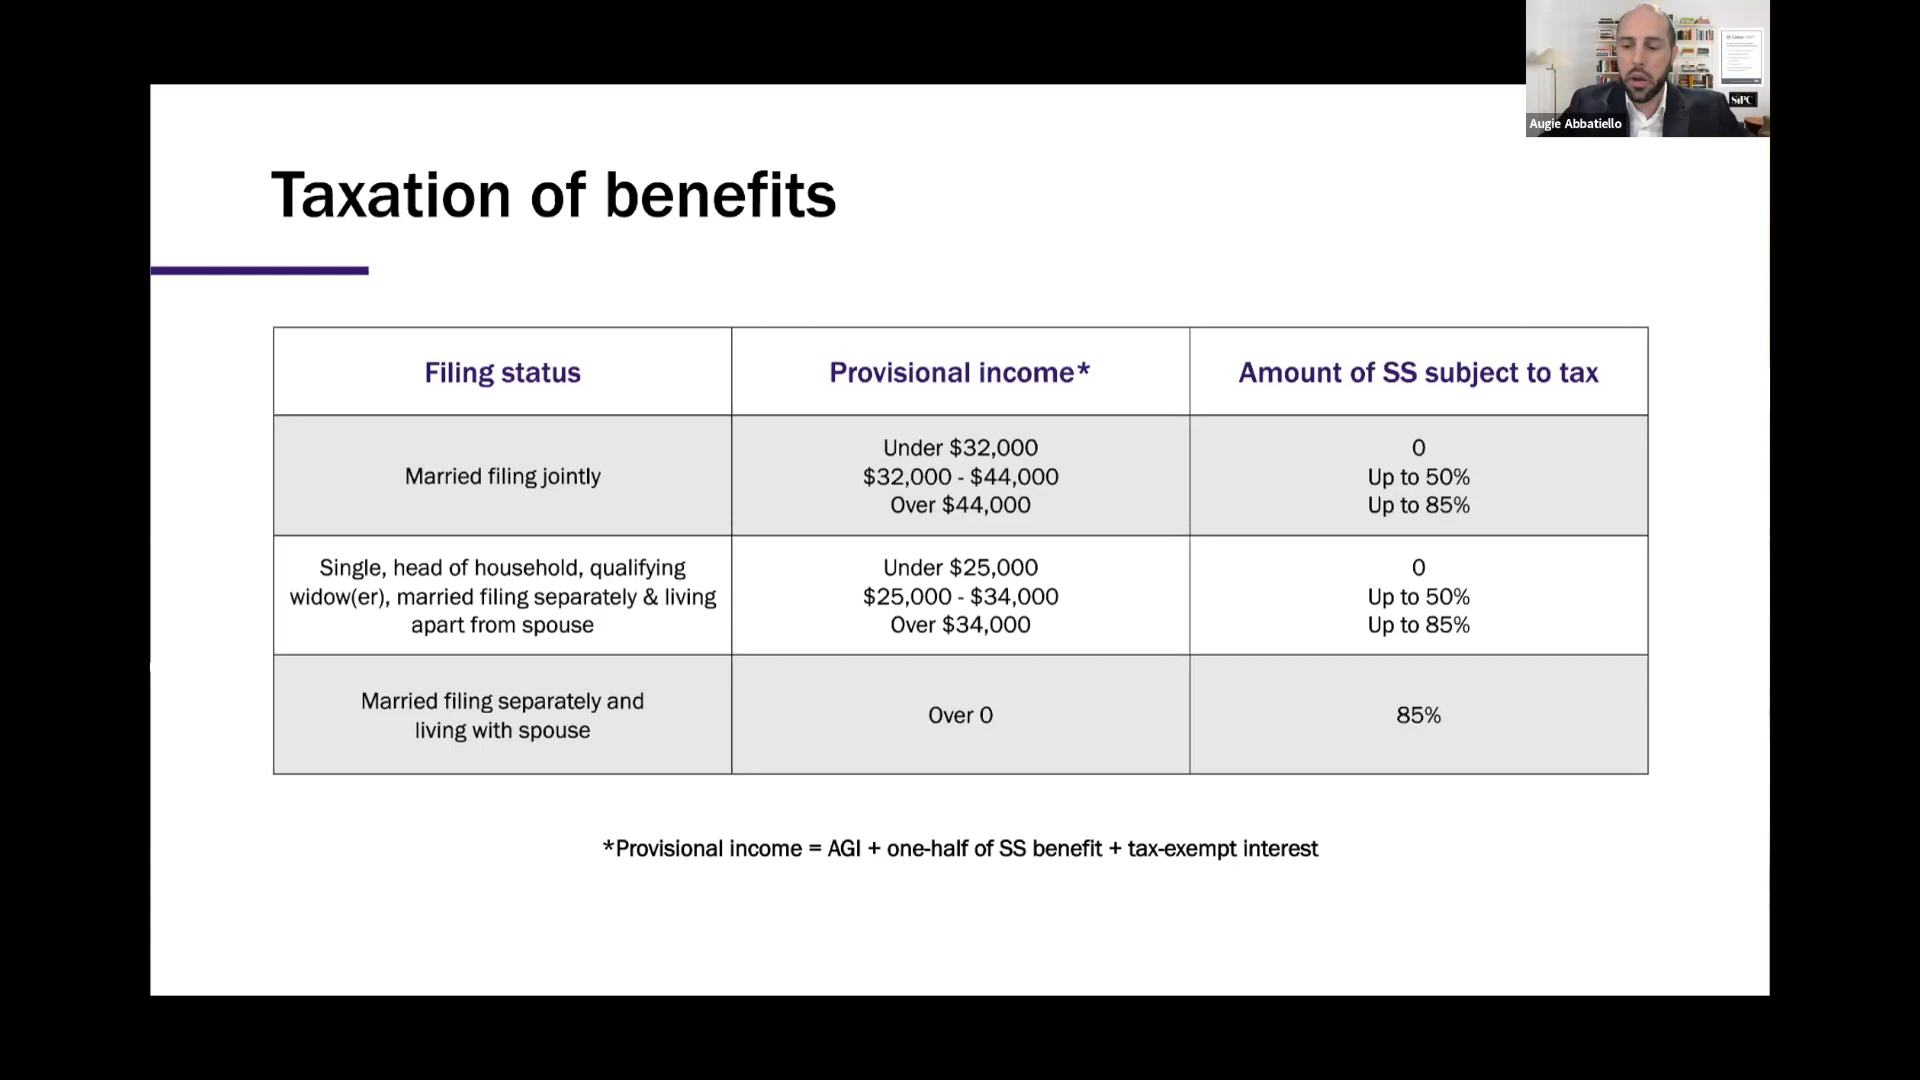 Augie Abbatiello
SIPC
Taxation of benefits
Filing status
Provisional income*
Amount of SS subject to tax
Married filing jointly
Under $32,000
$32,000 - $44,000
Over $44,000
0
Up to 50%
Up to 85%
Single, head of household, qualifying
widow(er), married filing separately & living
apart from spouse
Under $25,000
$25,000 - $34,000
Over $34,000
0
Up to 50%
Up to 85%
Married filing separately and
living with spouse
Over 0
85%
*Provisional income = AGI + one-half of SS benefit + tax-exempt interest